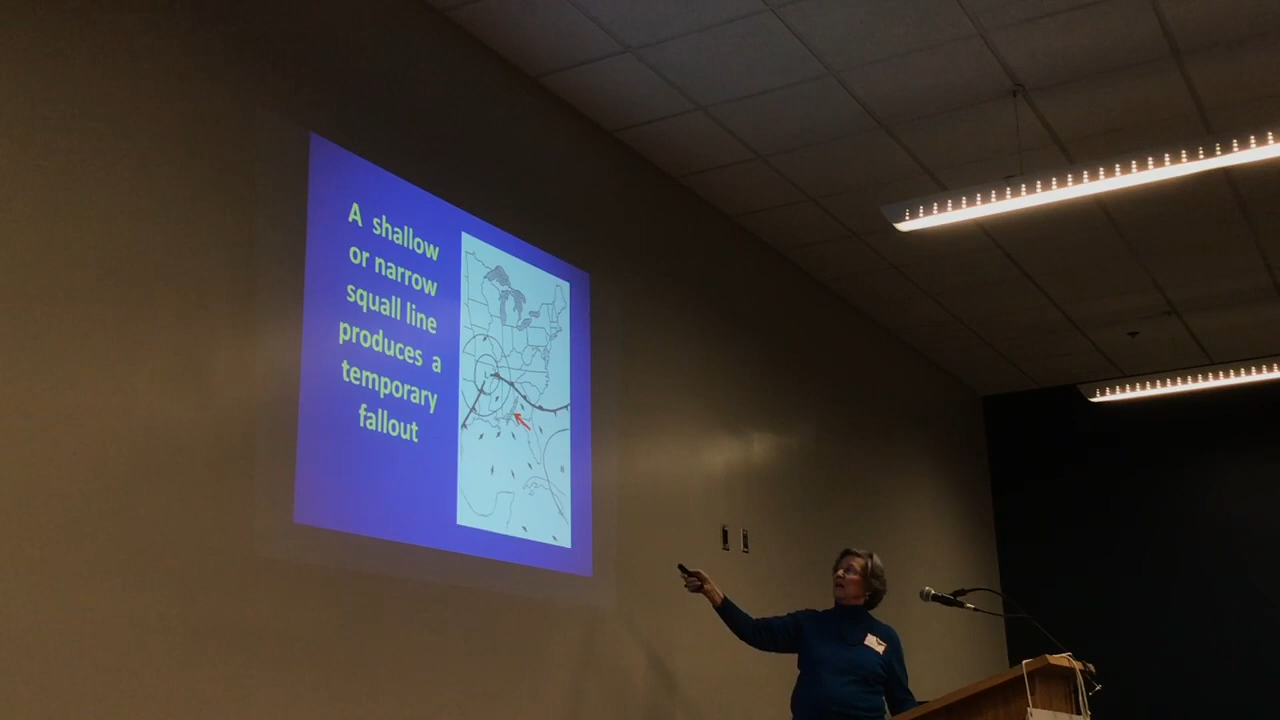 A shallow
or narrow
squall line
produces a
temporary
fallout